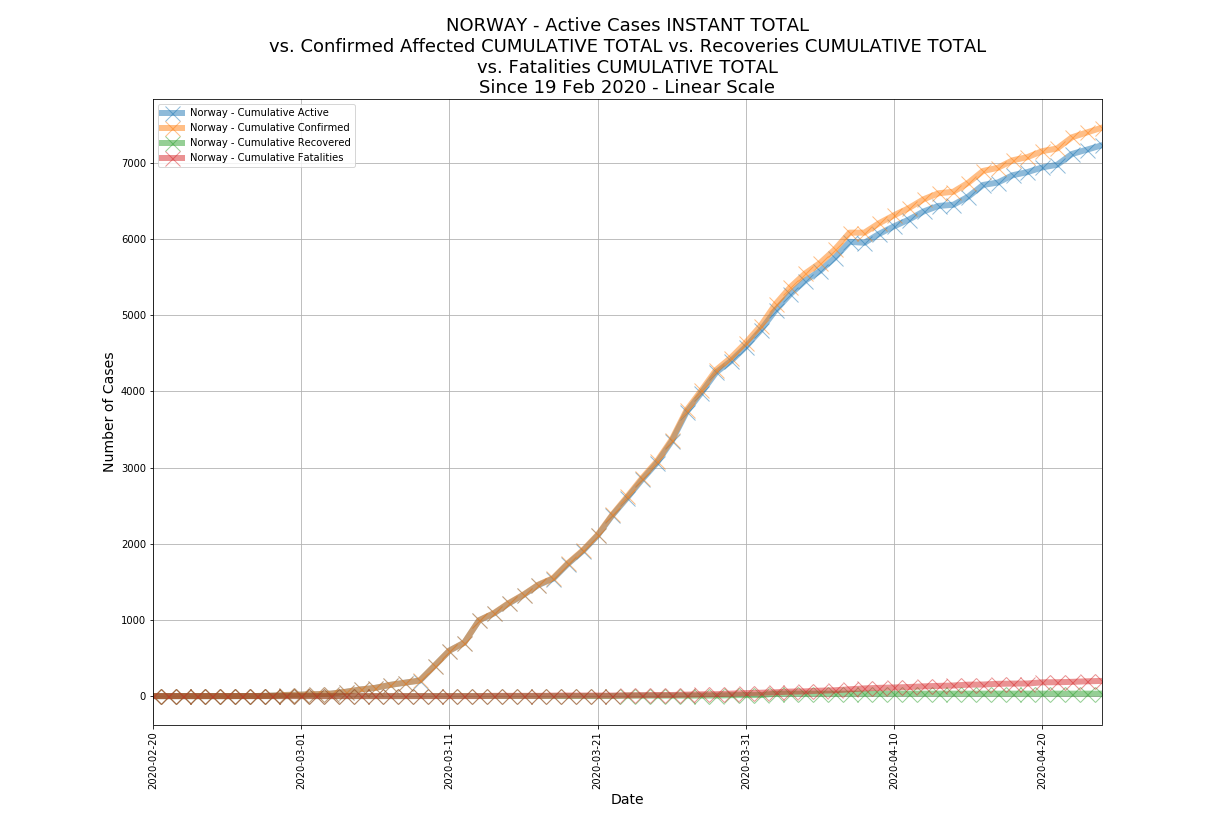 NORWAY - Active Cases INSTANT TOTAL
vs. Confirmed Affected CUMULATIVE TOTAL vs. Recoveries CUMULATIVE TOTAL
vs. Fatalities CUMULATIVE TOTAL
Since 19 Feb 2020 - Linear Scale
Norway - Cumulative Active
Norway - Cumulative Confirmed
Norway - Cumulative Recovered
Norway - Cumulative Fatalities
Number of Cases
7000
6000
5000
4000
3000
2000
1000
0
2020-02-20
2020-03-01
2020-03-11
2020-03-21
2020-03-31
2020-04-10
2020-04-20
Date